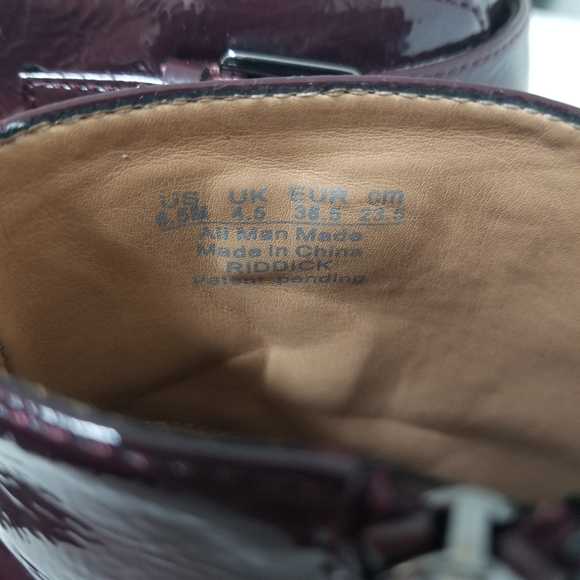 US UK EUR cm
6.5M 4.5 36.5 23.5
All Man Made
Made in China
RIDDICK
Patent pending